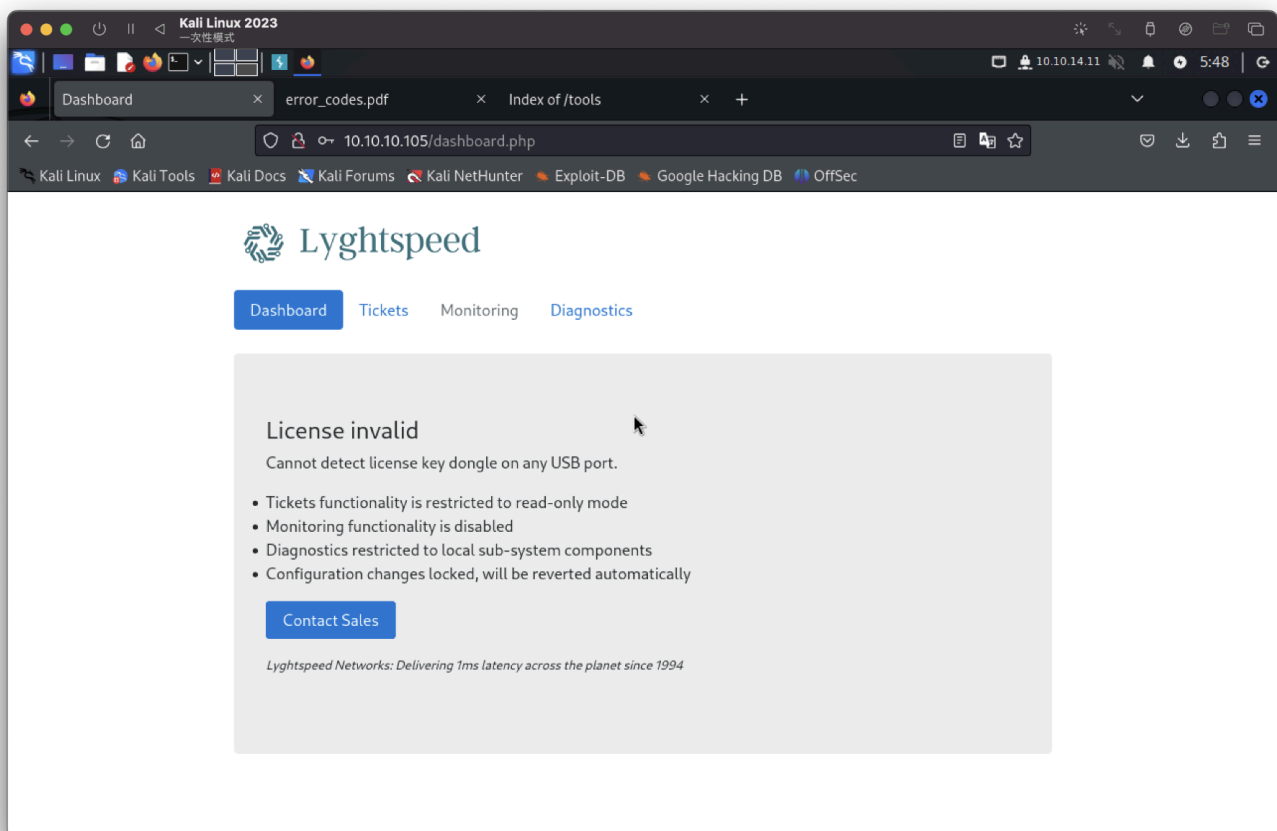 Kali Linux 2023
一次性模式
10.10.14.11 5:48
Dashboard error_codes.pdf Index of /tools
10.10.10.105/dashboard.php
Kali Linux Kali Tools Kali Docs Kali Forums Kali NetHunter Exploit-DB Google Hacking DB OffSec
Lyghtspeed
Dashboard Tickets Monitoring Diagnostics
License invalid
Cannot detect license key dongle on any USB port.
• Tickets functionality is restricted to read-only mode
• Monitoring functionality is disabled
• Diagnostics restricted to local sub-system components
• Configuration changes locked, will be reverted automatically
Contact Sales
Lyghtspeed Networks: Delivering 1ms latency across the planet since 1994